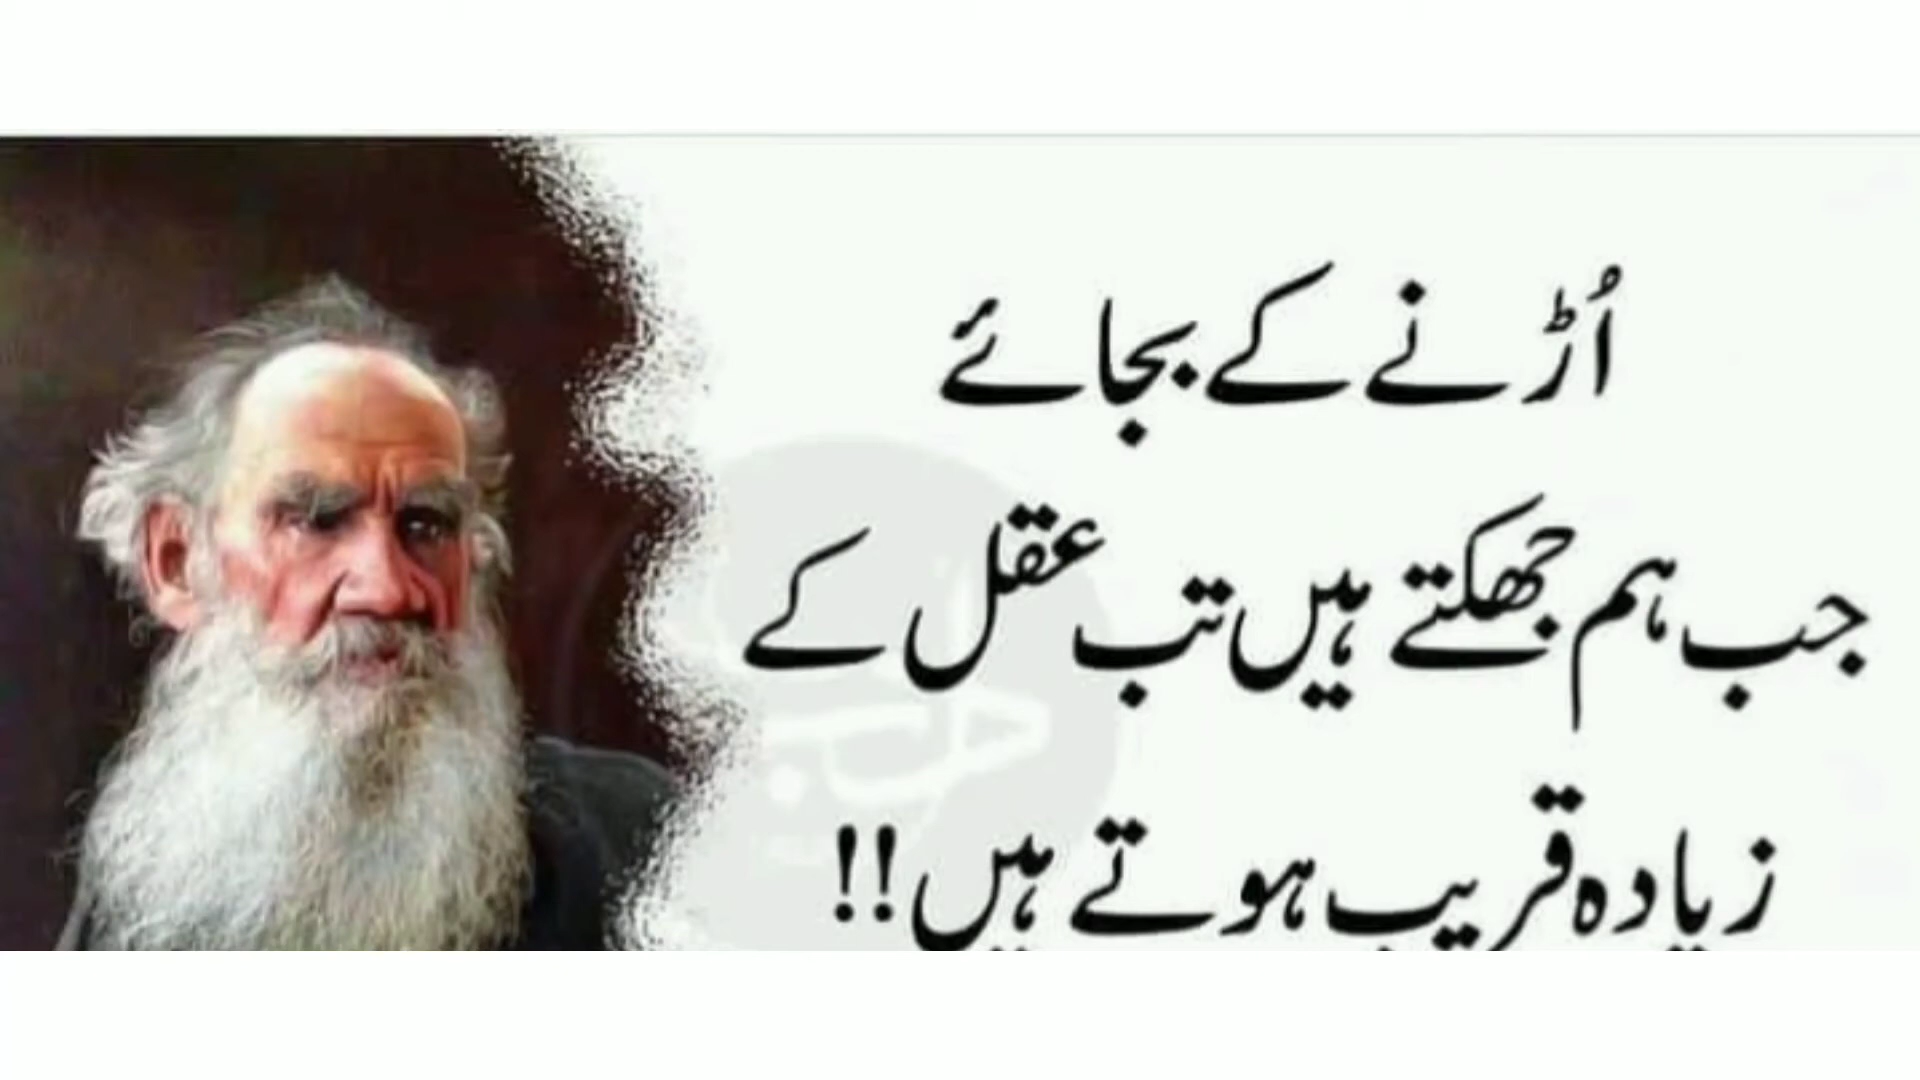 اُڑنے کے بجائے
جب ہم جھکتے ہیں تب عقل کے
زیادہ قریب ہوتے ہیں!!